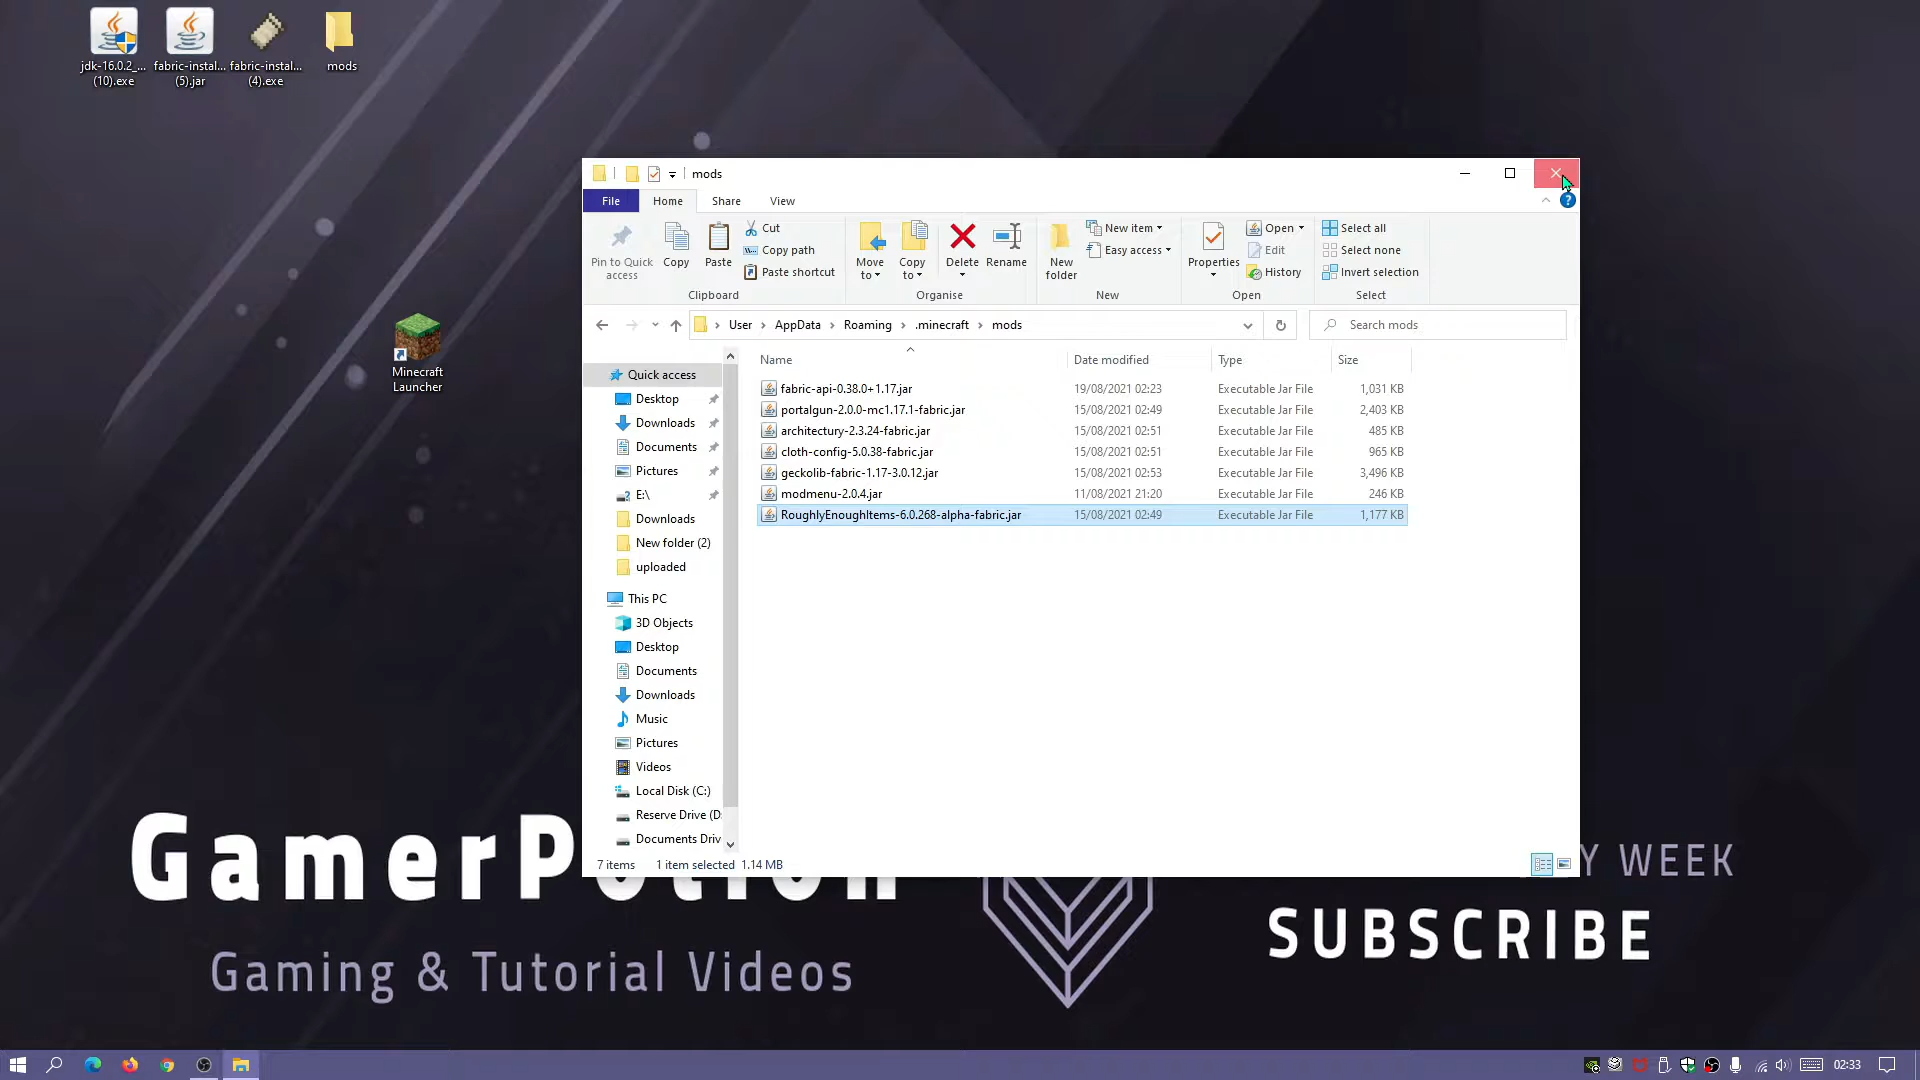 jdk-16.0.2_...
(10).exe
fabric-instal...
(5).jar
fabric-instal...
(4).exe
mods
Minecraft
Launcher
mods
File
Home
Share
View
Pin to Quick
access
Copy
Paste
Cut
Copy path
Paste shortcut
Clipboard
Move
to
Copy
to
Delete
Rename
Organise
New
folder
New item
Easy access
New
Properties
Open
Edit
History
Open
Select all
Select none
Invert selection
Select
User > AppData > Roaming > .minecraft > mods
Search mods
Quick access
Desktop
Downloads
Documents
Pictures
E:\
Downloads
New folder (2)
uploaded
This PC
3D Objects
Desktop
Documents
Downloads
Music
Pictures
Videos
Local Disk (C:)
Reserve Drive (D:
Documents Driv
Name Date modified Type Size
fabric-api-0.38.0+1.17.jar 19/08/2021 02:23 Executable Jar File 1,031 KB
portalgun-2.0.0-mc1.17.1-fabric.jar 15/08/2021 02:49 Executable Jar File 2,403 KB
architectury-2.3.24-fabric.jar 15/08/2021 02:51 Executable Jar File 485 KB
cloth-config-5.0.38-fabric.jar 15/08/2021 02:51 Executable Jar File 965 KB
geckolib-fabric-1.17-3.0.12.jar 15/08/2021 02:53 Executable Jar File 3,496 KB
modmenu-2.0.4.jar 11/08/2021 21:20 Executable Jar File 246 KB
RoughlyEnoughItems-6.0.268-alpha-fabric.jar 15/08/2021 02:49 Executable Jar File 1,177 KB
7 items 1 item selected 1.14 MB
GamerPotion
Gaming & Tutorial Videos
Y WEEK
SUBSCRIBE
02:33